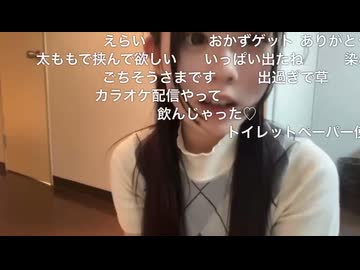 えらい　おかずゲット ありがと
太ももで挟んで欲しい　いっぱい出たね　染
ごちそうさまです　出過ぎて草
カラオケ配信やって
飲んじゃった♡
トイレットペーパー